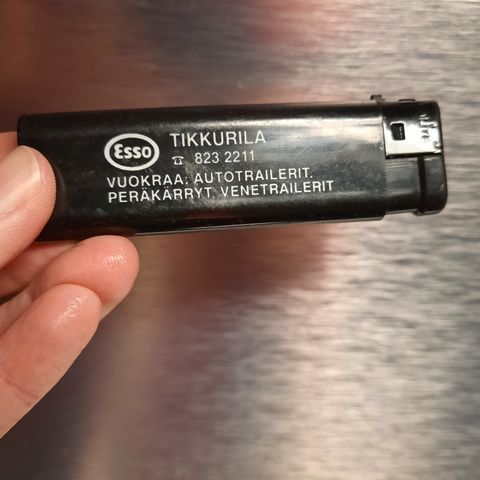 Esso
TIKKURILA
☎ 823 2211
VUOKRAA: AUTOTRAILERIT.
PERÄKÄRRYT. VENETRAILERIT